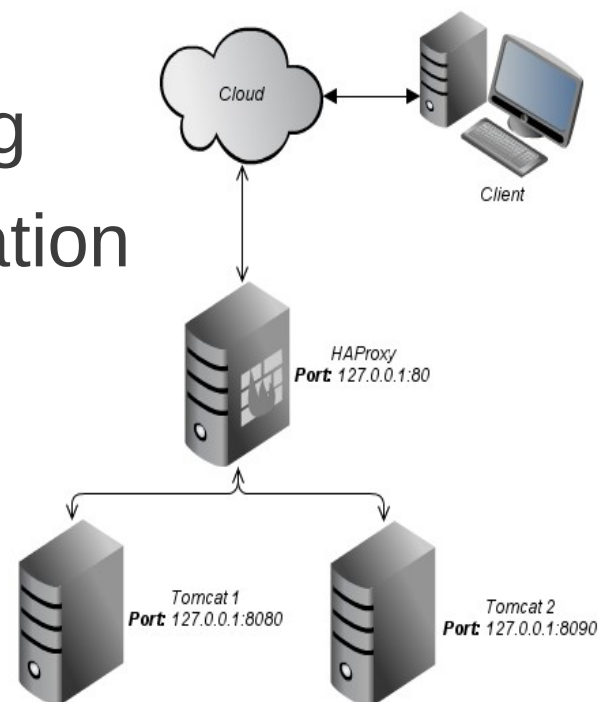 Cloud
Client
HAProxy
Port: 127.0.0.1:80
Tomcat 1
Port: 127.0.0.1:8080
Tomcat 2
Port: 127.0.0.1:8090